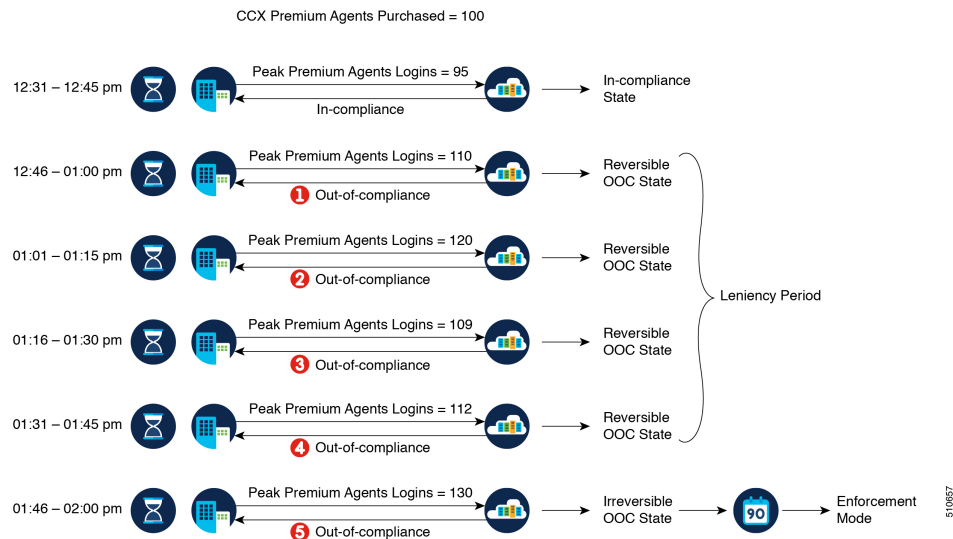 CCX Premium Agents Purchased = 100
12:31 – 12:45 pm
Peak Premium Agents Logins = 95
In-compliance
In-compliance
State
12:46 – 01:00 pm
Peak Premium Agents Logins = 110
1 Out-of-compliance
Reversible
OOC State
01:01 – 01:15 pm
Peak Premium Agents Logins = 120
2 Out-of-compliance
Reversible
OOC State
Leniency Period
01:16 – 01:30 pm
Peak Premium Agents Logins = 109
3 Out-of-compliance
Reversible
OOC State
01:31 – 01:45 pm
Peak Premium Agents Logins = 112
4 Out-of-compliance
Reversible
OOC State
01:46 – 02:00 pm
Peak Premium Agents Logins = 130
5 Out-of-compliance
Irreversible
OOC State
90
Enforcement
Mode
510657